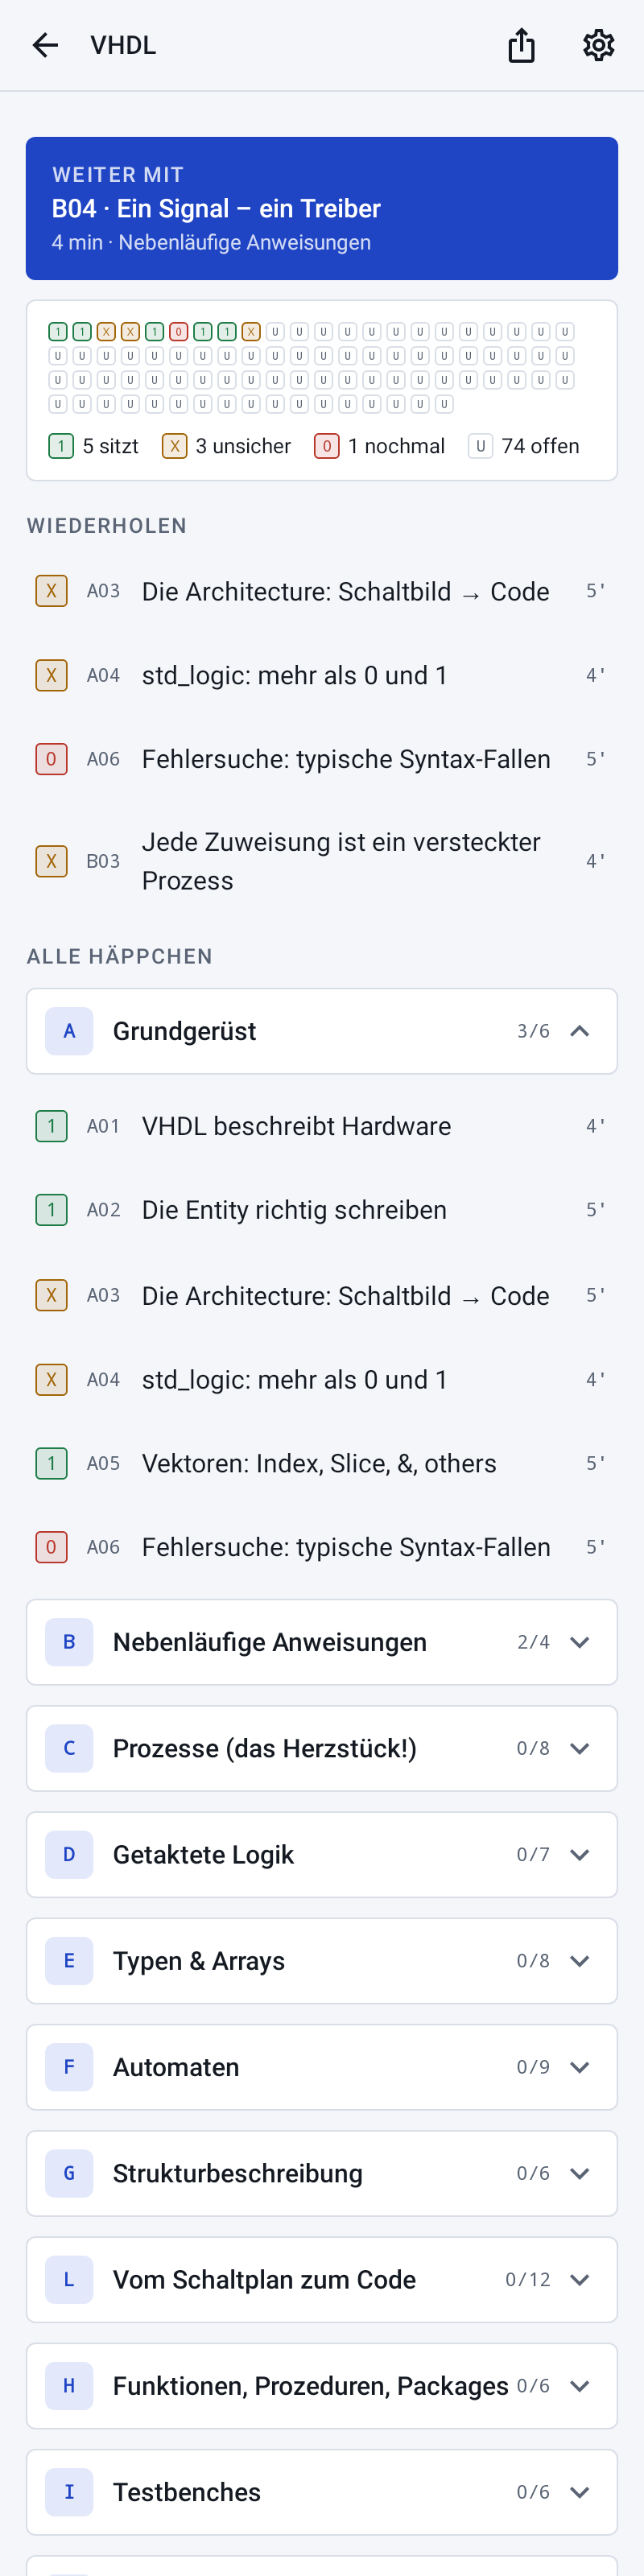 VHDL
WEITER MIT
B04 · Ein Signal – ein Treiber
4 min · Nebenläufige Anweisungen
1 1 X X 1 0 1 1 X U U U U U U U U U U U U U
U U U U U U U U U U U U U U U U U U U U U U
U U U U U U U U U U U U U U U U U U U U U U
U U U U U U U U U U U U U U U U U
1 5 sitzt X 3 unsicher 0 1 nochmal U 74 offen
WIEDERHOLEN
X A03 Die Architecture: Schaltbild → Code 5'
X A04 std_logic: mehr als 0 und 1 4'
0 A06 Fehlersuche: typische Syntax-Fallen 5'
X B03 Jede Zuweisung ist ein versteckter 4'
Prozess
ALLE HÄPPCHEN
A Grundgerüst 3/6
1 A01 VHDL beschreibt Hardware 4'
1 A02 Die Entity richtig schreiben 5'
X A03 Die Architecture: Schaltbild → Code 5'
X A04 std_logic: mehr als 0 und 1 4'
1 A05 Vektoren: Index, Slice, &, others 5'
0 A06 Fehlersuche: typische Syntax-Fallen 5'
B Nebenläufige Anweisungen 2/4
C Prozesse (das Herzstück!) 0/8
D Getaktete Logik 0/7
E Typen & Arrays 0/8
F Automaten 0/9
G Strukturbeschreibung 0/6
L Vom Schaltplan zum Code 0/12
H Funktionen, Prozeduren, Packages 0/6
I Testbenches 0/6